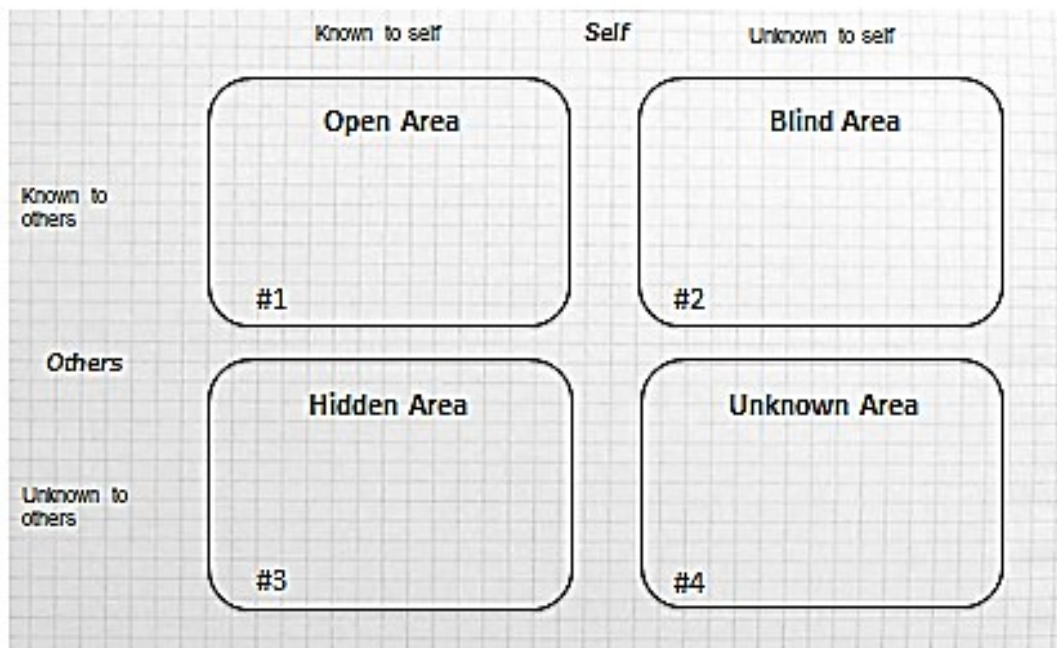 Known to self Self Unknown to self
Open Area Blind Area
Known to
others
#1 #2
Others
Hidden Area Unknown Area
Unknown to
others
#3 #4